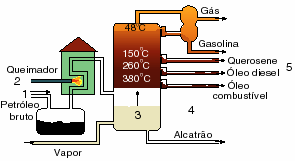 48°C
Gás
Gasolina
150°C
260°C
380°C
Querosene
Óleo diesel
Óleo
combustível
5
Queimador
2
1
Petróleo
bruto
3
4
Alcatrão
Vapor